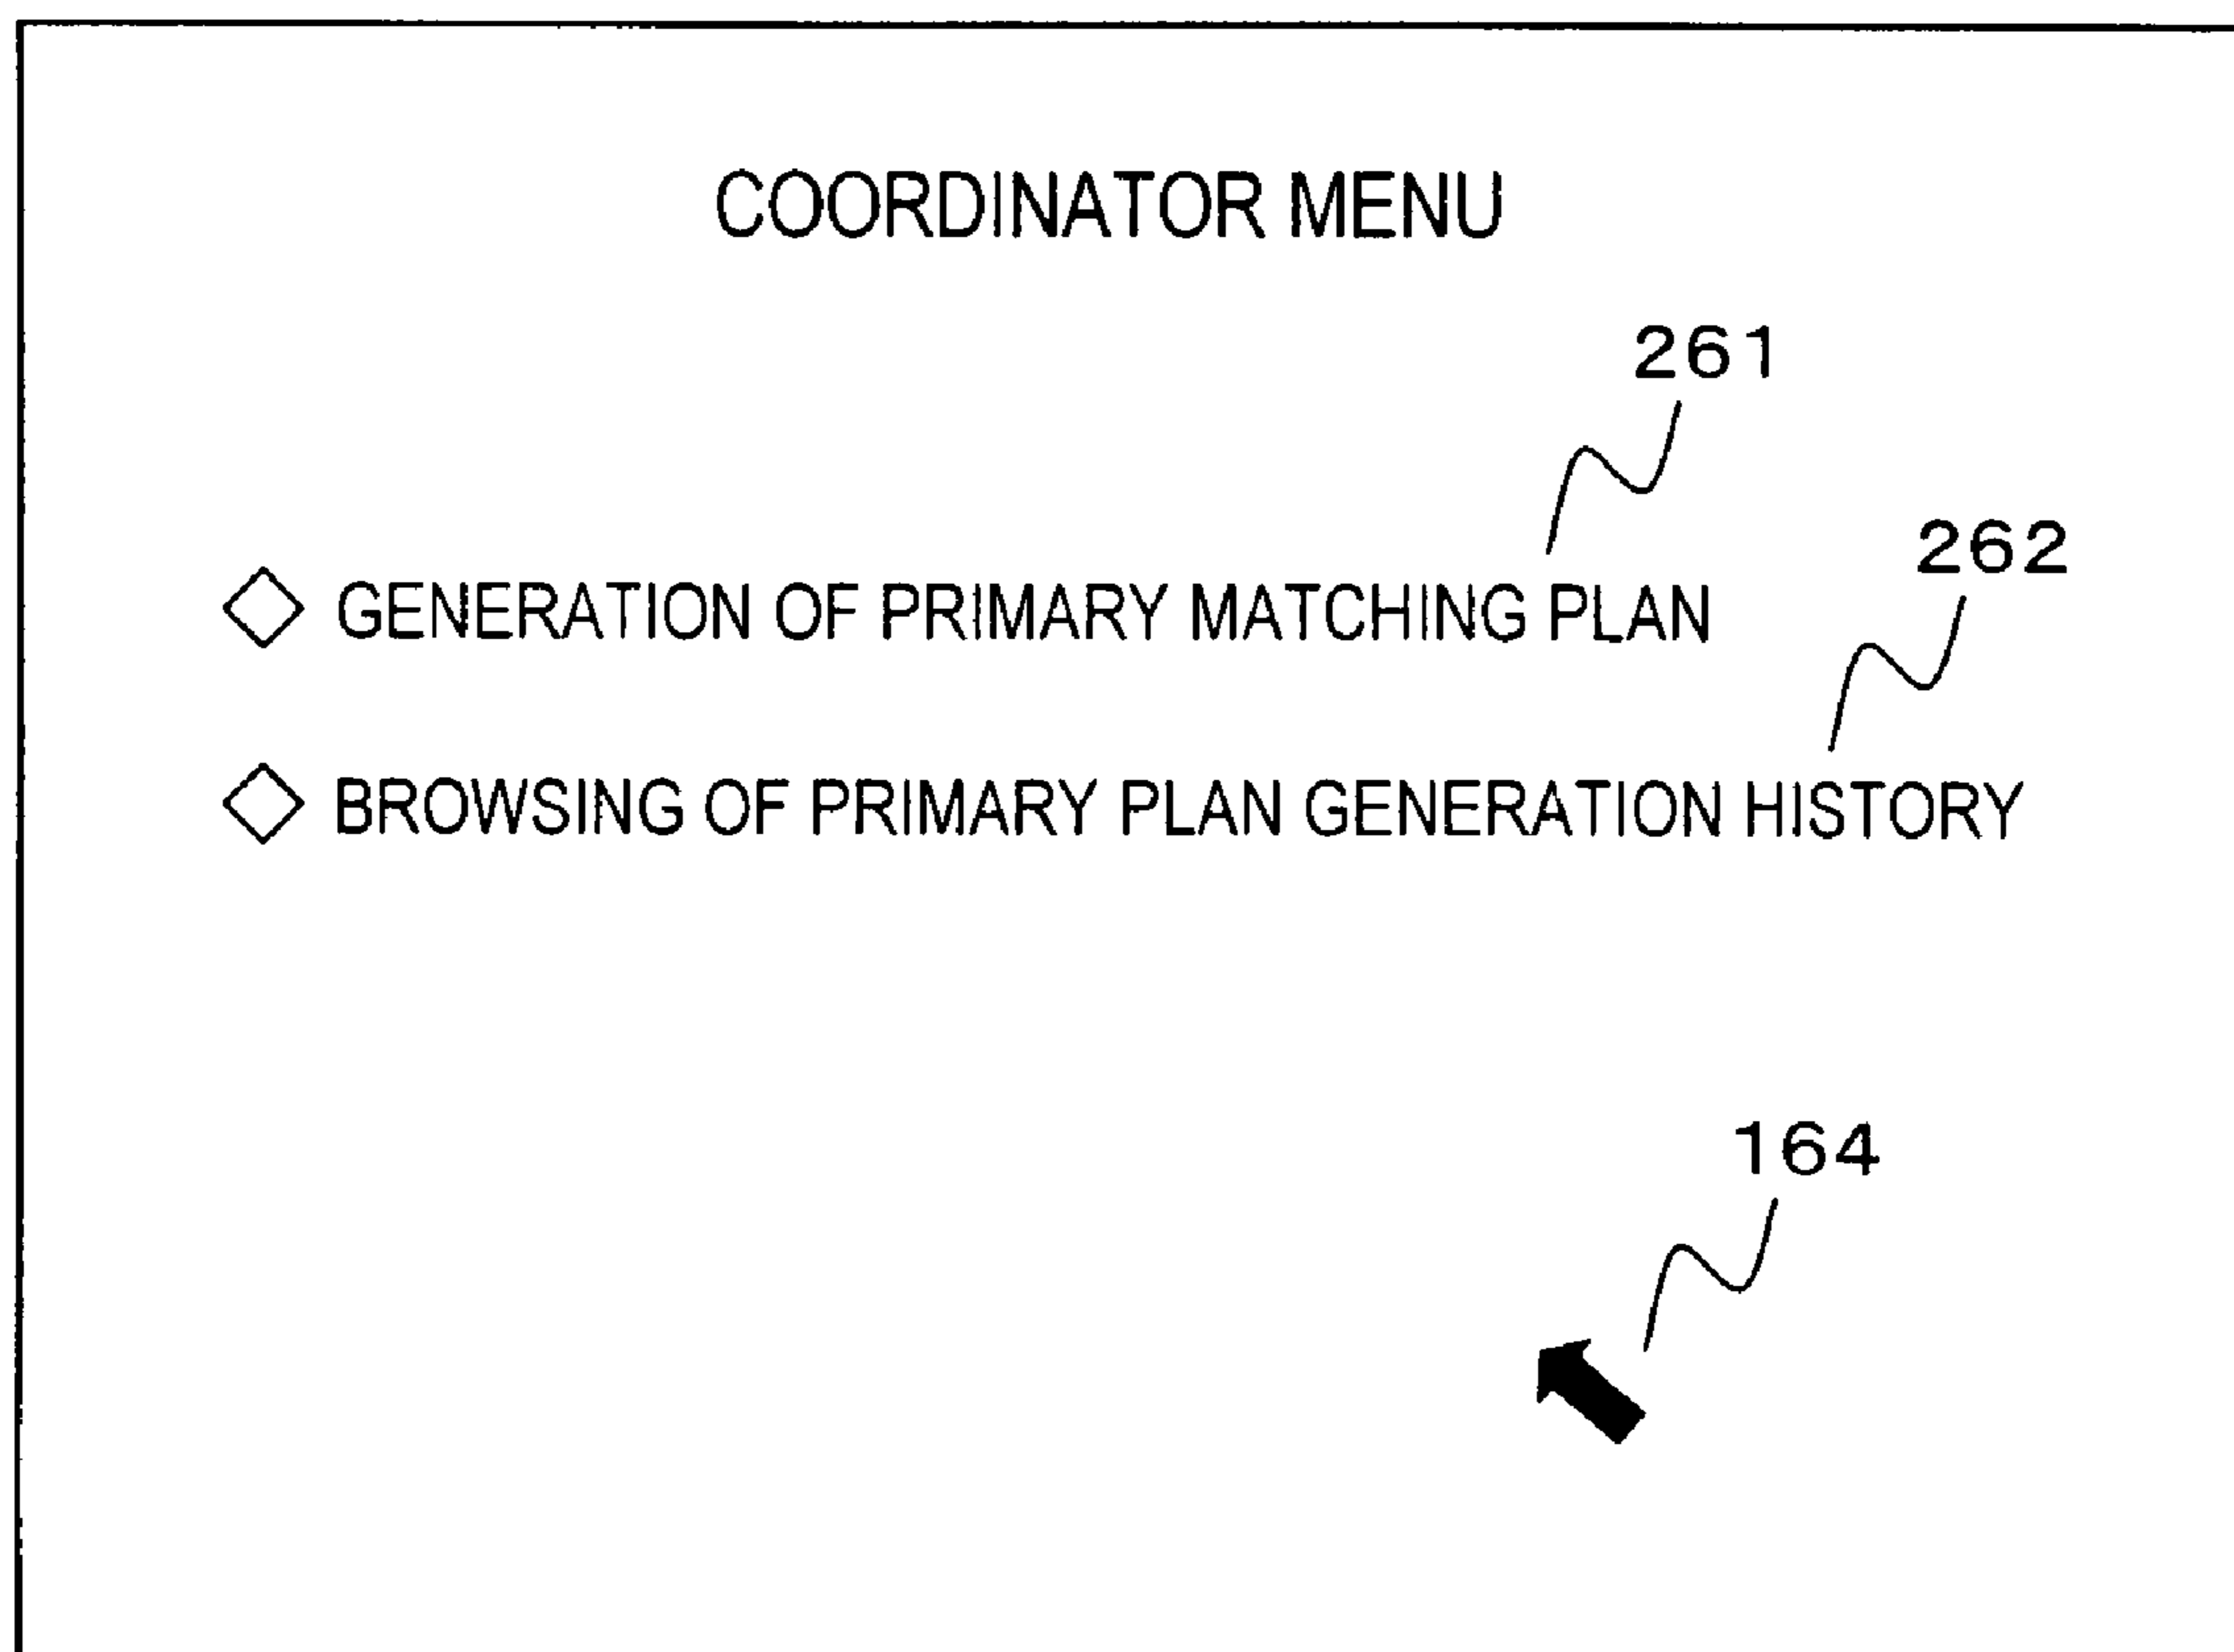 COORDINATOR MENU
261
262
GENERATION OF PRIMARY MATCHING PLAN
BROWSING OF PRIMARY PLAN GENERATION HISTORY
164